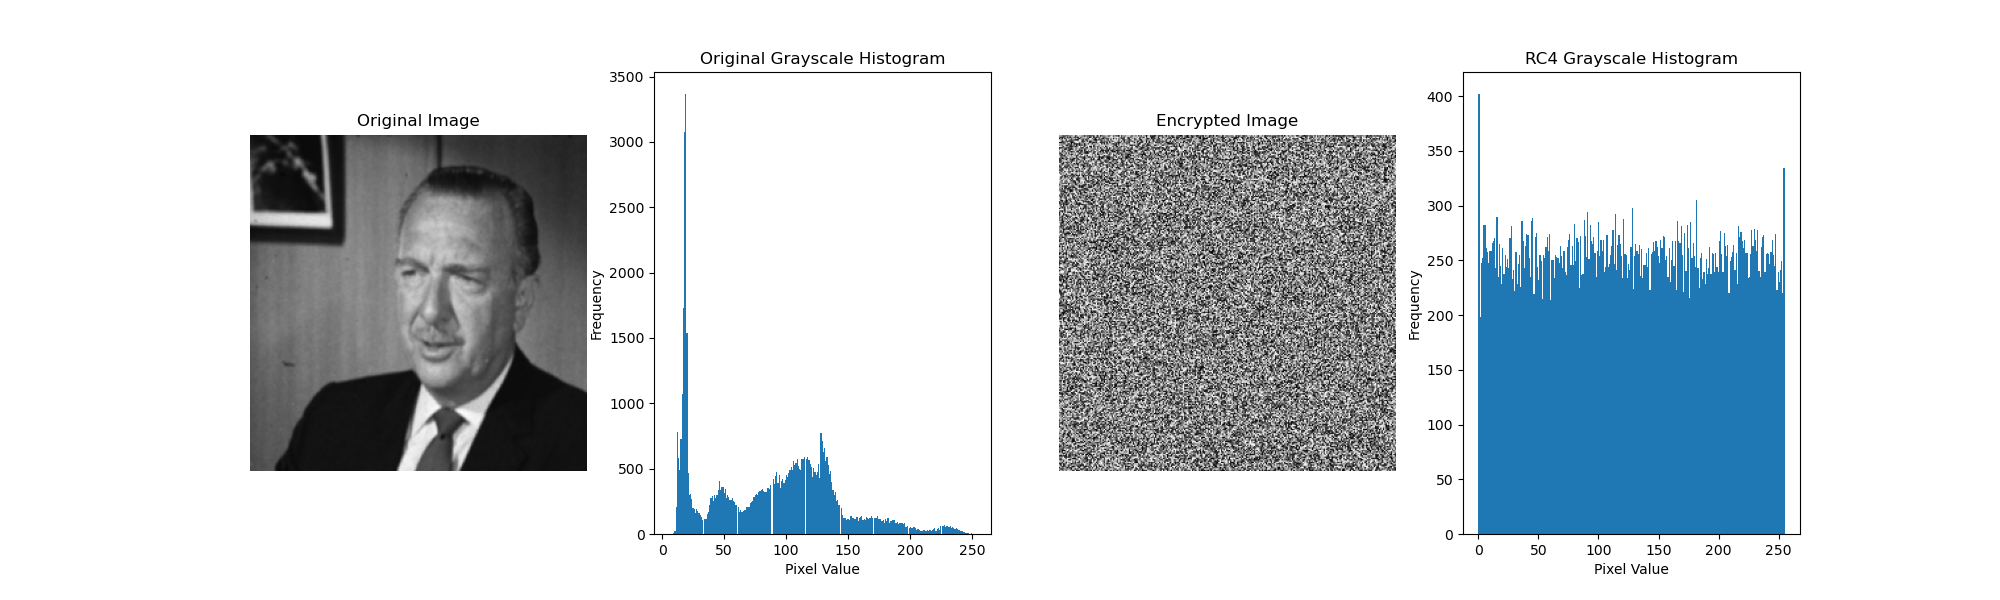 Original Image
Original Grayscale Histogram
Frequency
3500
3000
2500
2000
1500
1000
500
0
0 50 100 150 200 250
Pixel Value
Encrypted Image
RC4 Grayscale Histogram
Frequency
400
350
300
250
200
150
100
50
0
0 50 100 150 200 250
Pixel Value